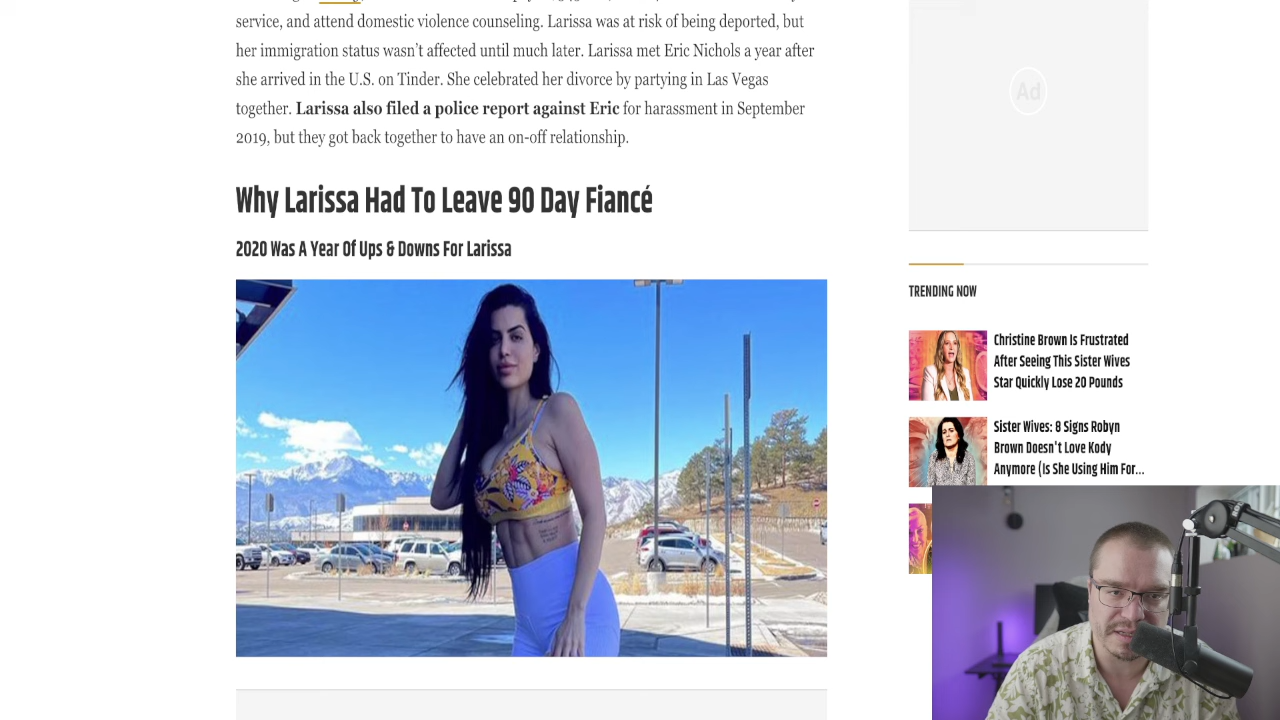 service, and attend domestic violence counseling. Larissa was at risk of being deported, but
her immigration status wasn’t affected until much later. Larissa met Eric Nichols a year after
she arrived in the U.S. on Tinder. She celebrated her divorce by partying in Las Vegas
together. Larissa also filed a police report against Eric for harassment in September
2019, but they got back together to have an on-off relationship.
Why Larissa Had To Leave 90 Day Fiancé
2020 Was A Year Of Ups & Downs For Larissa
Ad
TRENDING NOW
Christine Brown Is Frustrated
After Seeing This Sister Wives
Star Quickly Lose 20 Pounds
Sister Wives: 8 Signs Robyn
Brown Doesn't Love Kody
Anymore (Is She Using Him For...